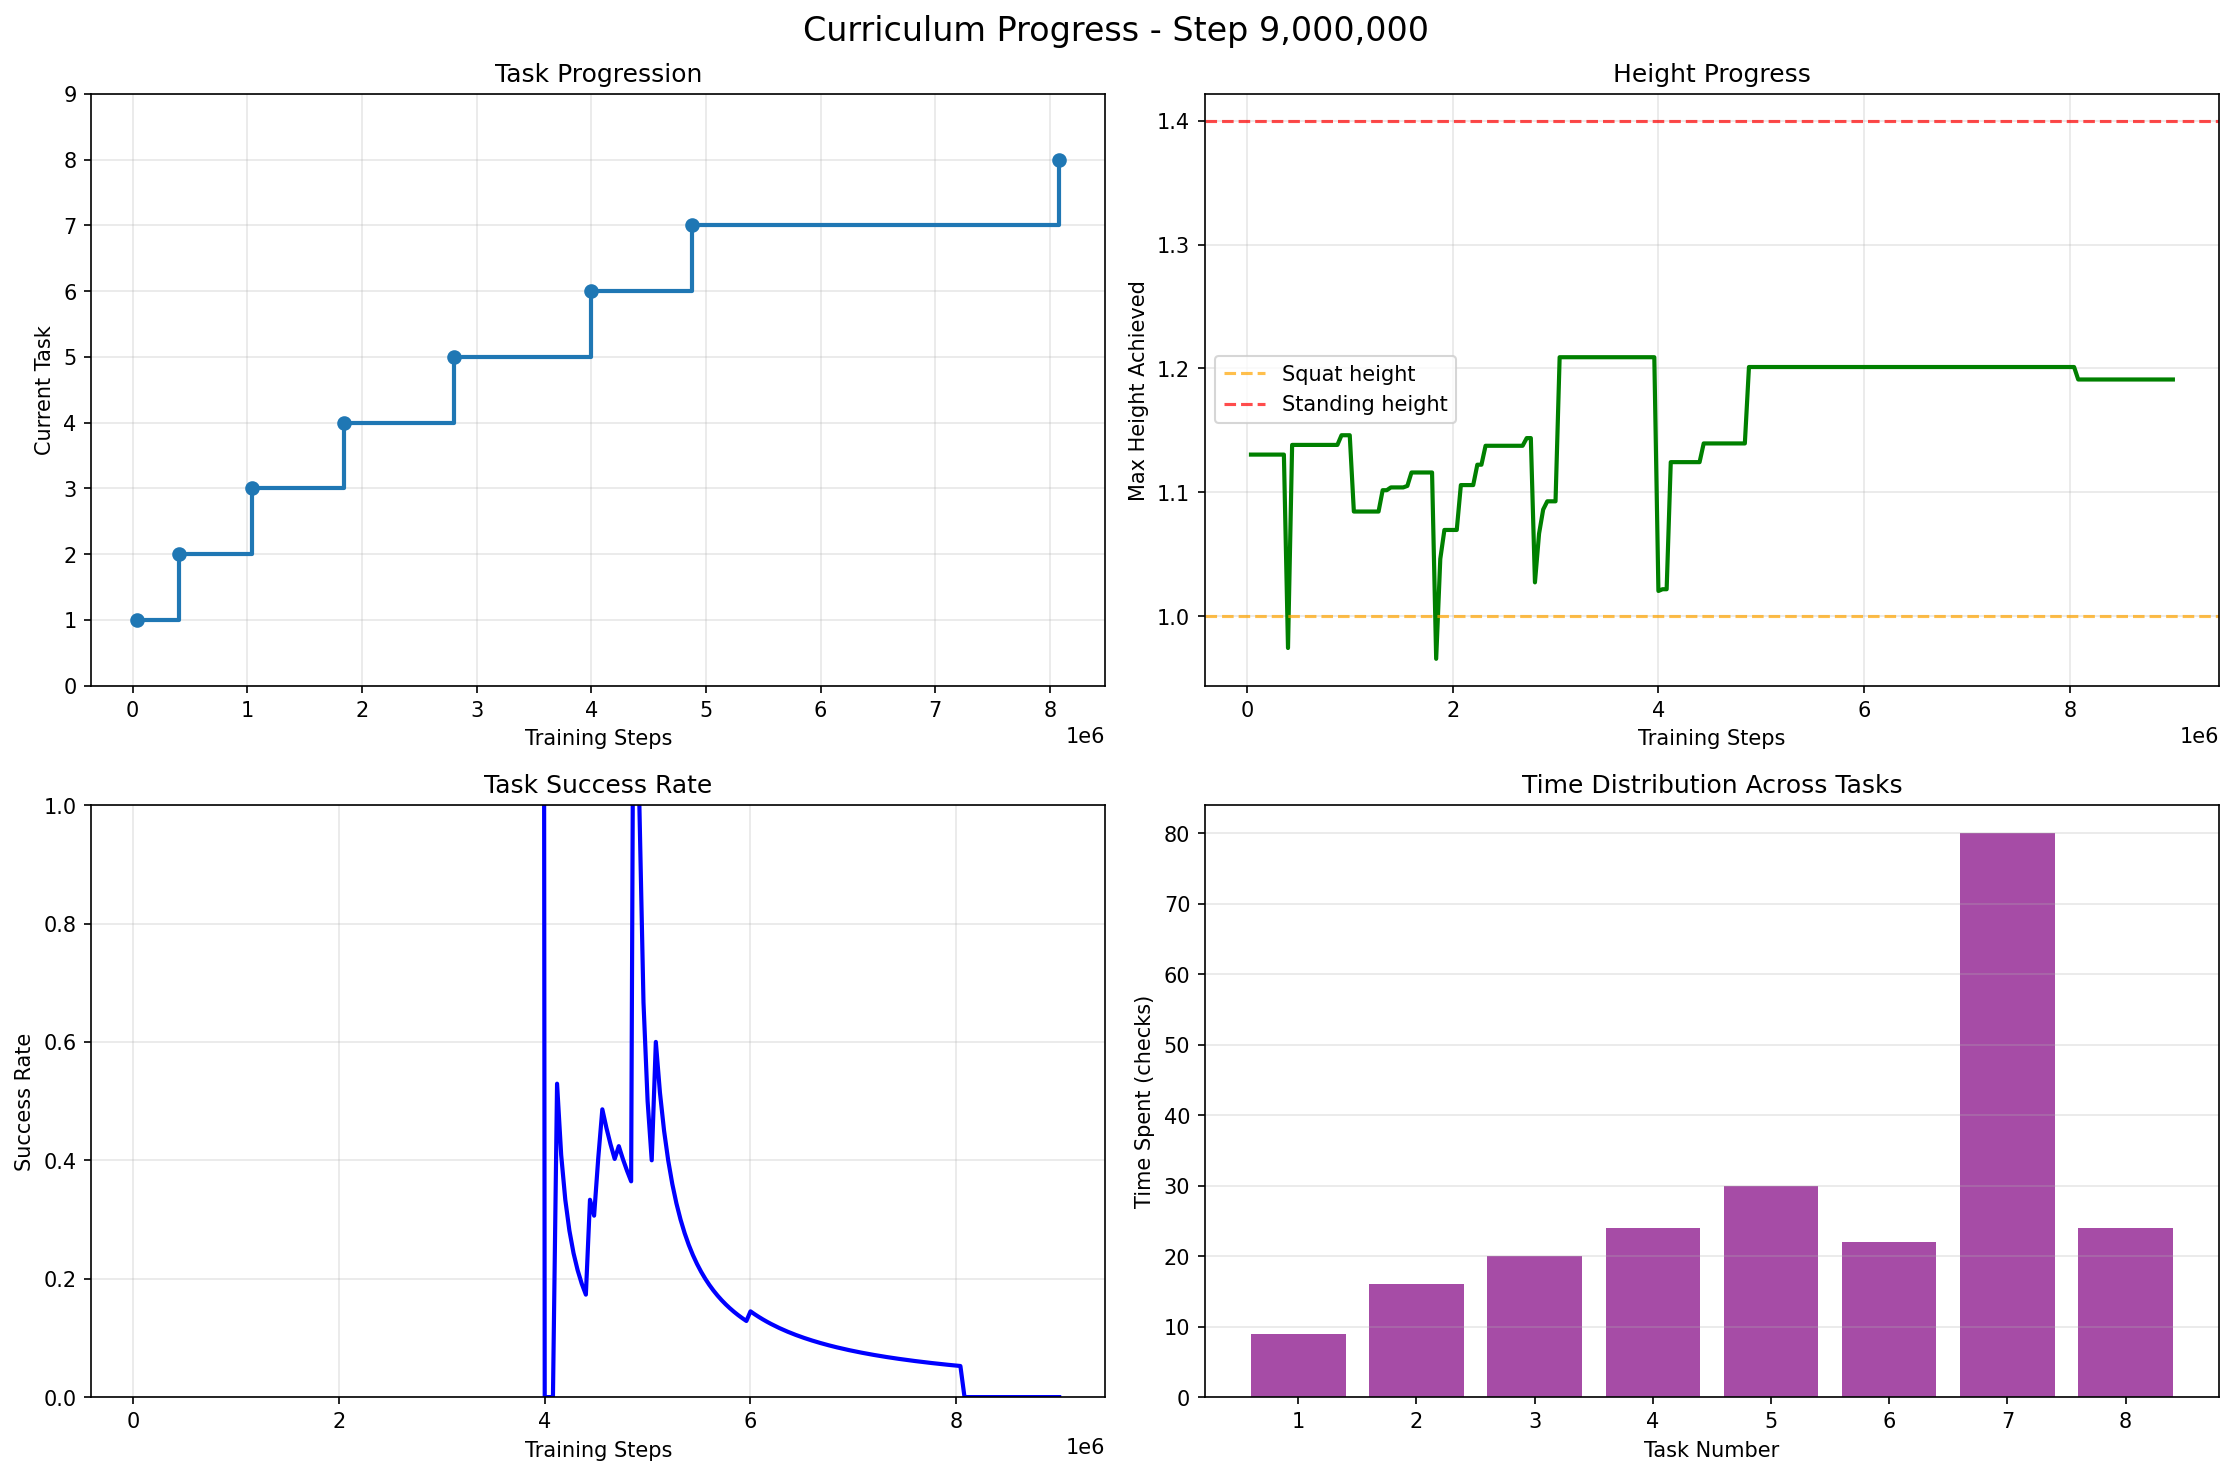 Curriculum Progress - Step 9,000,000
Task Progression
Current Task
9
8
7
6
5
4
3
2
1
0
0 1 2 3 4 5 6 7 8
1e6
Training Steps
Height Progress
Max Height Achieved
1.4
1.3
1.2
1.1
1.0
Squat height
Standing height
0 2 4 6 8
1e6
Training Steps
Task Success Rate
Success Rate
1.0
0.8
0.6
0.4
0.2
0.0
0 2 4 6 8
1e6
Training Steps
Time Distribution Across Tasks
Time Spent (checks)
80
70
60
50
40
30
20
10
0
1 2 3 4 5 6 7 8
Task Number